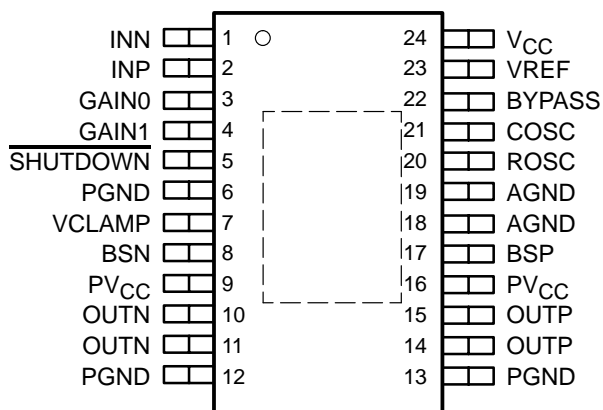 INN 1 24 VCC
INP 2 23 VREF
GAIN0 3 22 BYPASS
GAIN1 4 21 COSC
SHUTDOWN 5 20 ROSC
PGND 6 19 AGND
VCLAMP 7 18 AGND
BSN 8 17 BSP
PVCC 9 16 PVCC
OUTN 10 15 OUTP
OUTN 11 14 OUTP
PGND 12 13 PGND